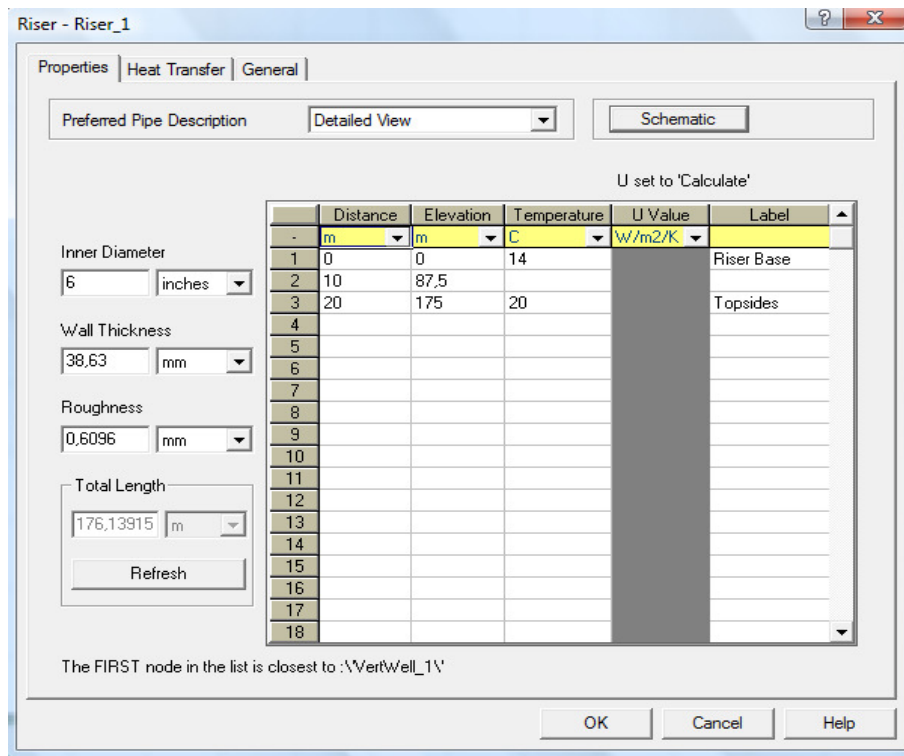 Riser - Riser_1
Properties Heat Transfer General
Preferred Pipe Description Detailed View Schematic
U set to 'Calculate'
Distance Elevation Temperature U Value Label
- m m C W/m2/K
1 0 0 14 Riser Base
2 10 87,5
3 20 175 20 Topsides
4
5
6
7
8
9
10
11
12
13
14
15
16
17
18
Inner Diameter
6 inches
Wall Thickness
38,63 mm
Roughness
0,6096 mm
Total Length
176,13915 m
Refresh
The FIRST node in the list is closest to :\'VertWell_1\'
OK Cancel Help